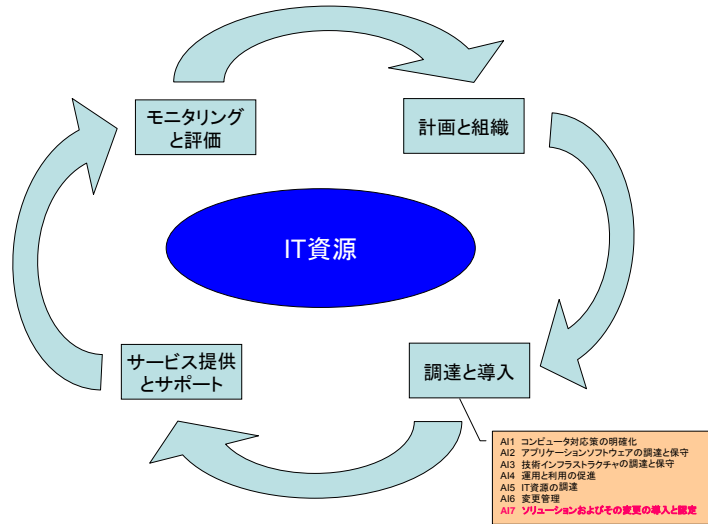 モニタリング
と評価
計画と組織
IT資源
サービス提供
とサポート
調達と導入
AI1 コンピュータ対応策の明確化
AI2 アプリケーションソフトウェアの調達と保守
AI3 技術インフラストラクチャの調達と保守
AI4 運用と利用の促進
AI5 IT資源の調達
AI6 変更管理
AI7 ソリューションおよびその変更の導入と認定